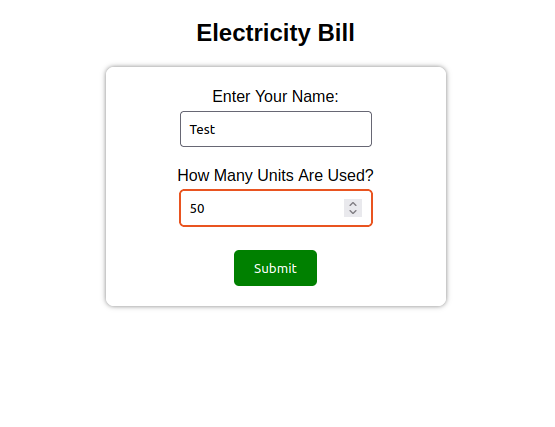 Electricity Bill
Enter Your Name:
Test
How Many Units Are Used?
50
Submit